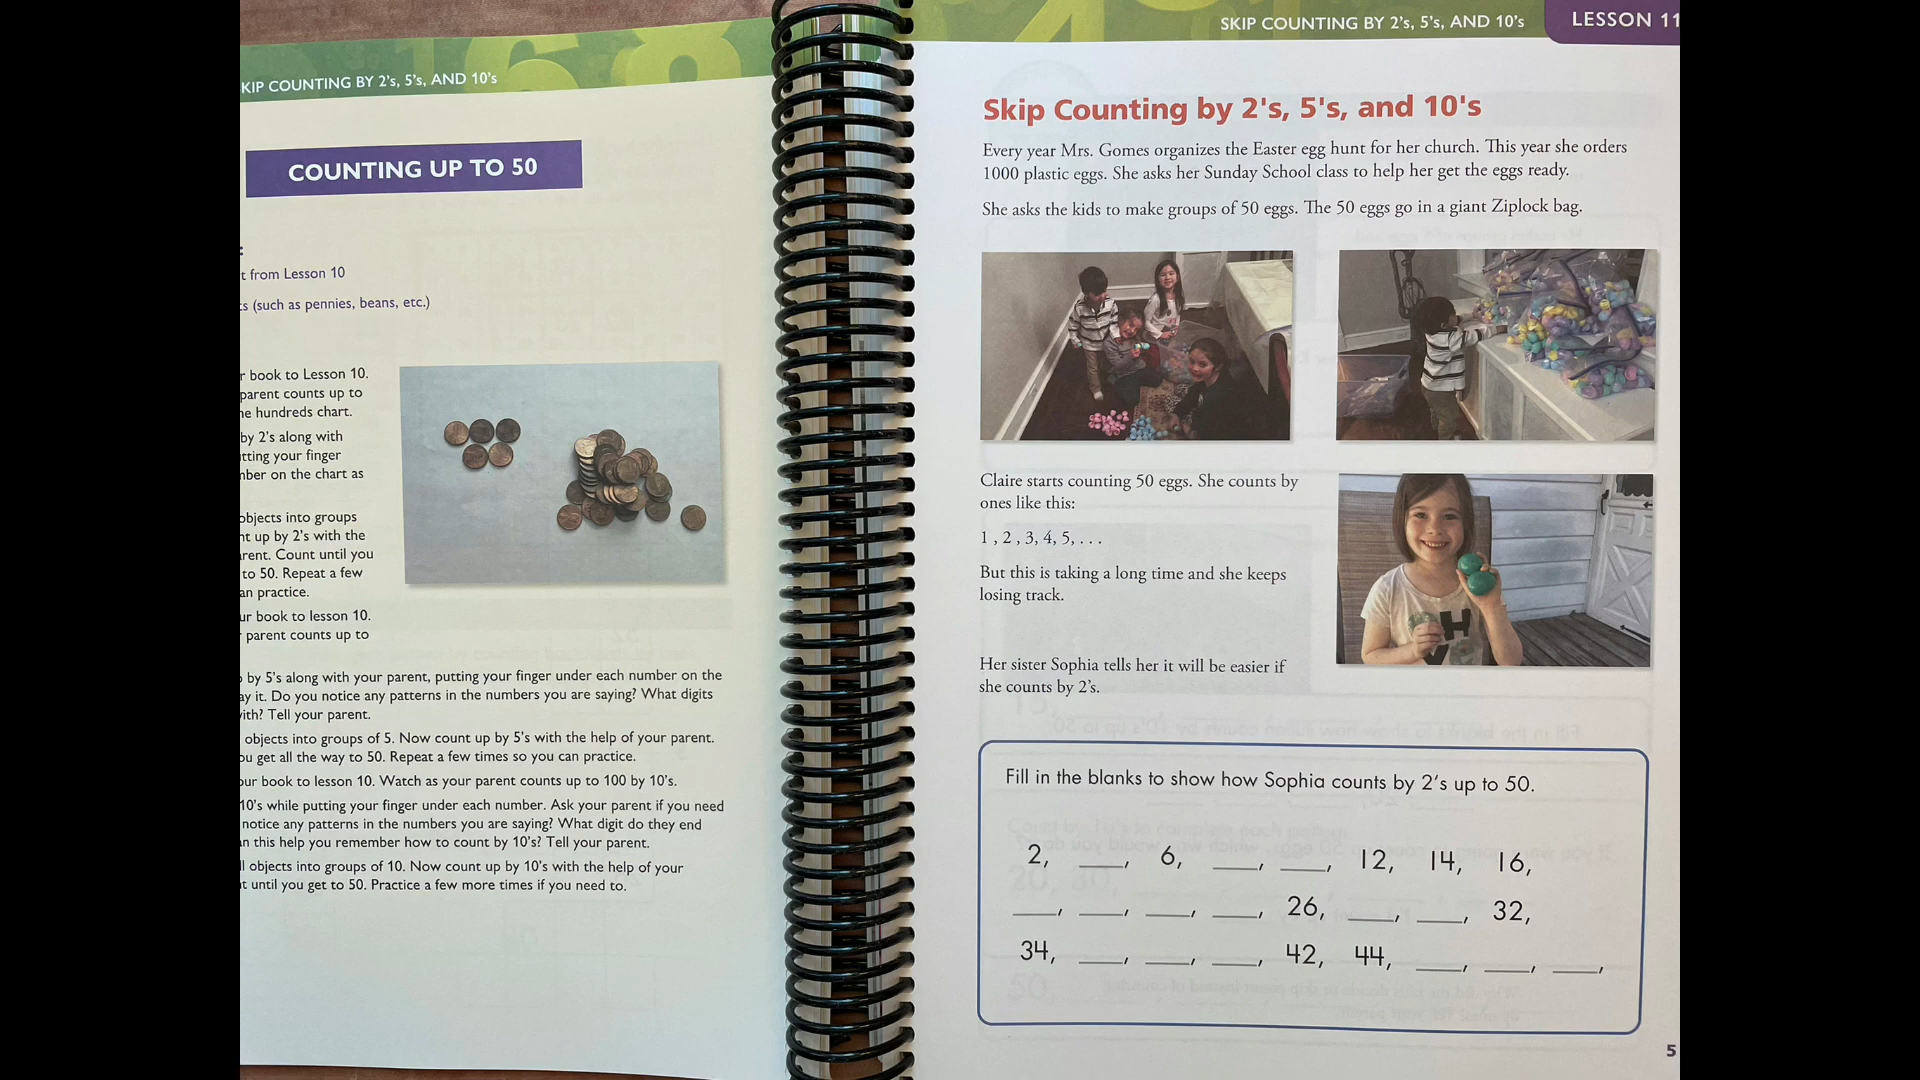 KIP COUNTING BY 2's, 5's, AND 10's
COUNTING UP TO 50
:
t from Lesson 10
ts (such as pennies, beans, etc.)
r book to Lesson 10.
parent counts up to
he hundreds chart.
by 2's along with
utting your finger
mber on the chart as
objects into groups
nt up by 2's with the
arent. Count until you
to 50. Repeat a few
an practice.
ur book to lesson 10.
parent counts up to
by 5's along with your parent, putting your finger under each number on the
ay it. Do you notice any patterns in the numbers you are saying? What digits
with? Tell your parent.
objects into groups of 5. Now count up by 5's with the help of your parent.
ou get all the way to 50. Repeat a few times so you can practice.
our book to lesson 10. Watch as your parent counts up to 100 by 10's.
10's while putting your finger under each number. Ask your parent if you need
notice any patterns in the numbers you are saying? What digit do they end
n this help you remember how to count by 10's? Tell your parent.
ll objects into groups of 10. Now count up by 10's with the help of your
t until you get to 50. Practice a few more times if you need to.
SKIP COUNTING BY 2's, 5's, AND 10's LESSON 11
Skip Counting by 2's, 5's, and 10's
Every year Mrs. Gomes organizes the Easter egg hunt for her church. This year she orders
1000 plastic eggs. She asks her Sunday School class to help her get the eggs ready.
She asks the kids to make groups of 50 eggs. The 50 eggs go in a giant Ziplock bag.
Claire starts counting 50 eggs. She counts by
ones like this:
1 , 2 , 3, 4, 5, . . .
But this is taking a long time and she keeps
losing track.
Her sister Sophia tells her it will be easier if
she counts by 2's.
Fill in the blanks to show how Sophia counts by 2's up to 50.
2, ___, 6, ___, ___, 12, 14, 16,
___, ___, ___, ___, 26, ___, ___, 32,
34, ___, ___, ___, 42, 44, ___, ___, ___,
5